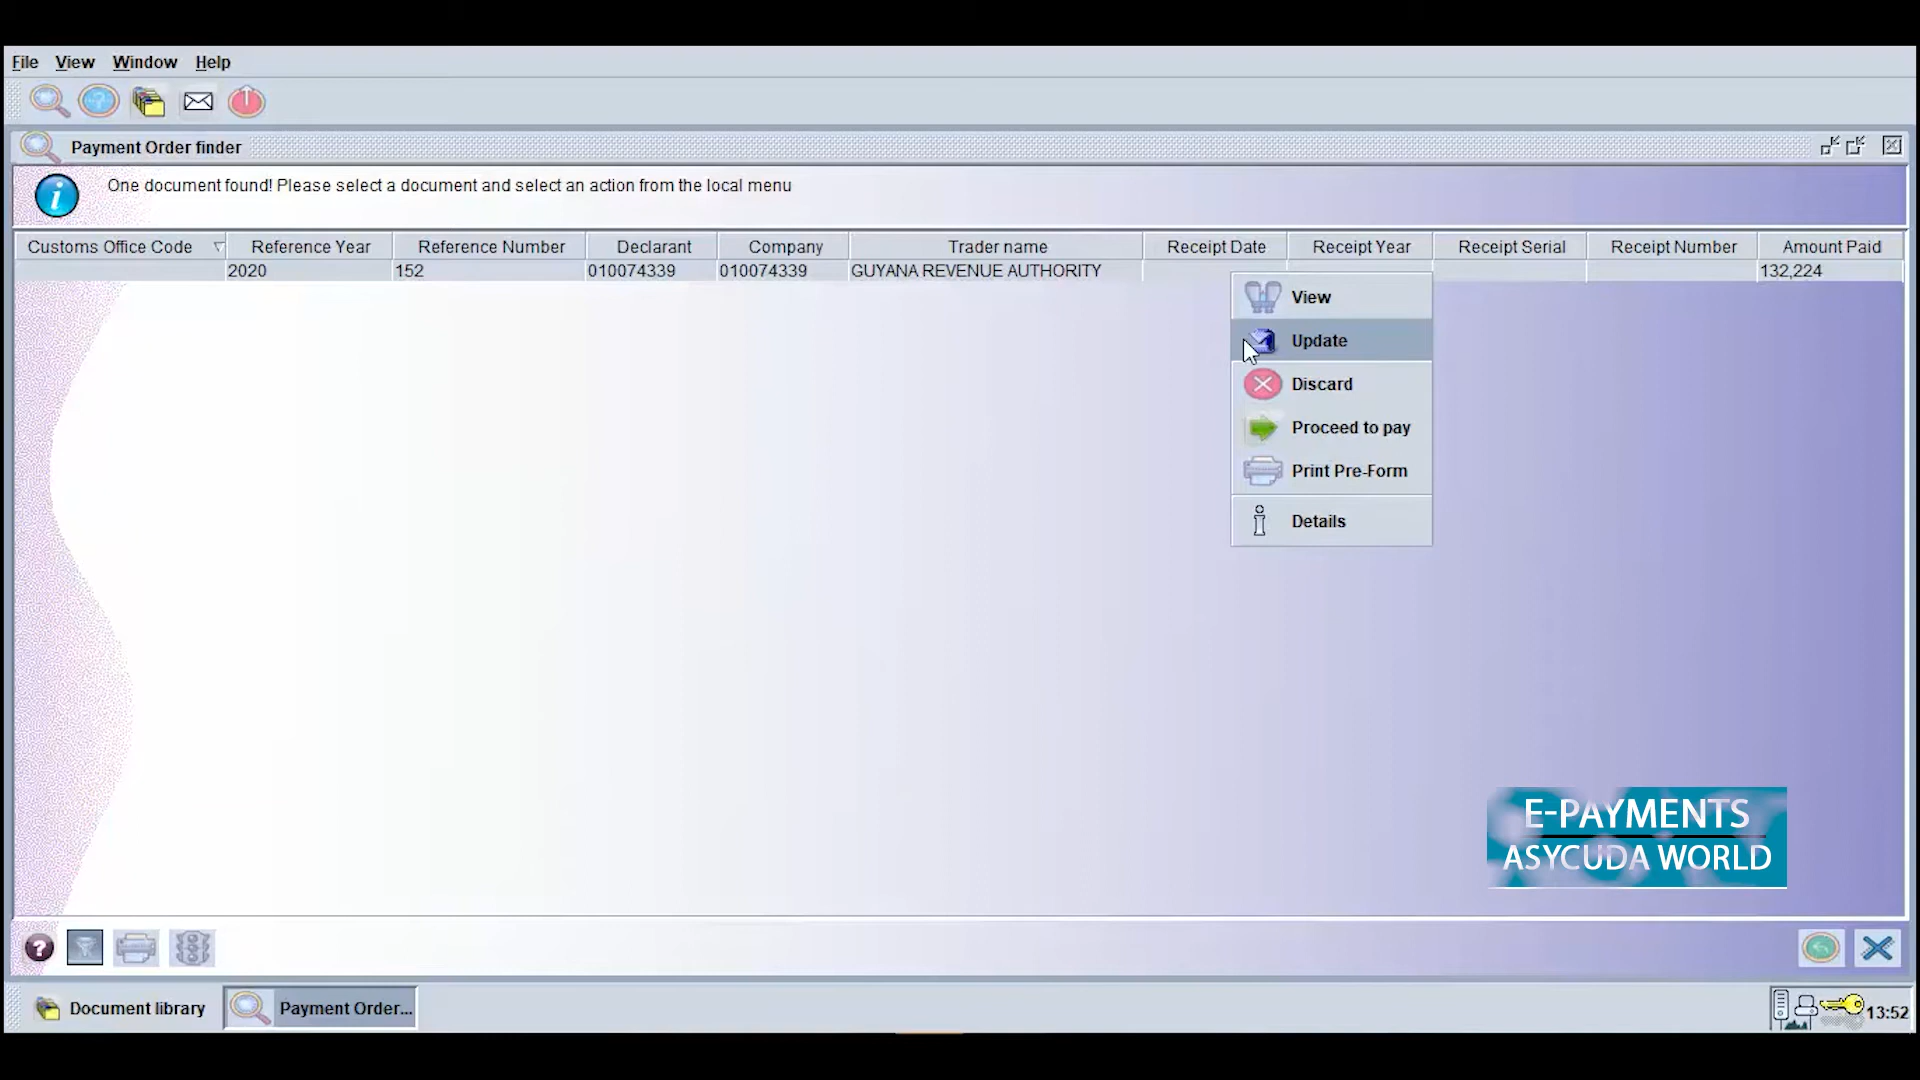 File View Window Help
Payment Order finder
One document found! Please select a document and select an action from the local menu
Customs Office Code Reference Year Reference Number Declarant Company Trader name Receipt Date Receipt Year Receipt Serial Receipt Number Amount Paid
2020 152 010074339 010074339 GUYANA REVENUE AUTHORITY 132,224
View
Update
Discard
Proceed to pay
Print Pre-Form
Details
E-PAYMENTS
ASYCUDA WORLD
Document library Payment Order... 13:52